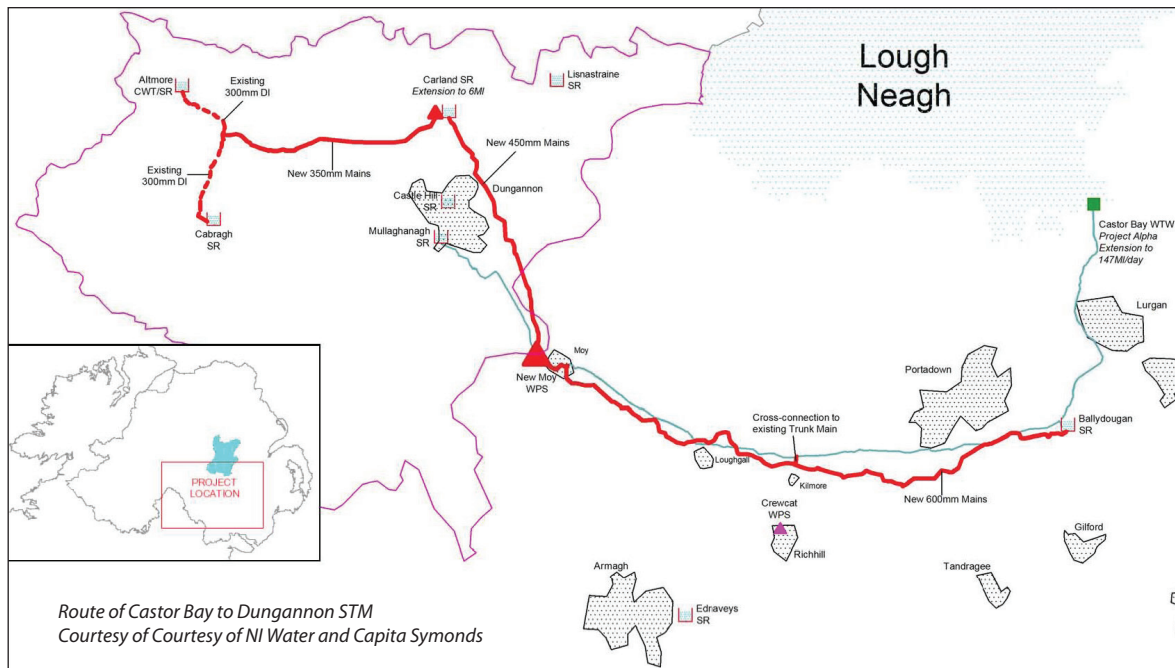 Lough
Neagh
Altmore
CWT/SR
Existing
300mm DI
Carland SR
Extension to 6Ml
Lisnastraine
SR
New 450mm Mains
Existing
300mm DI
New 350mm Mains
Dungannon
Castle Hill
SR
Mullaghanagh
SR
Cabragh
SR
Castor Bay WTW
Project Alpha
Extension to
147Ml/day
Lurgan
Moy
New Moy
WPS
Portadown
Cross-connection to
existing Trunk Main
Ballydougan
SR
Loughgall
Kilmore
New 600mm Mains
Crewcat
WPS
Richhill
Gilford
Tandragee
Armagh
Edraveys
SR
PROJECT
LOCATION
Route of Castor Bay to Dungannon STM
Courtesy of Courtesy of NI Water and Capita Symonds